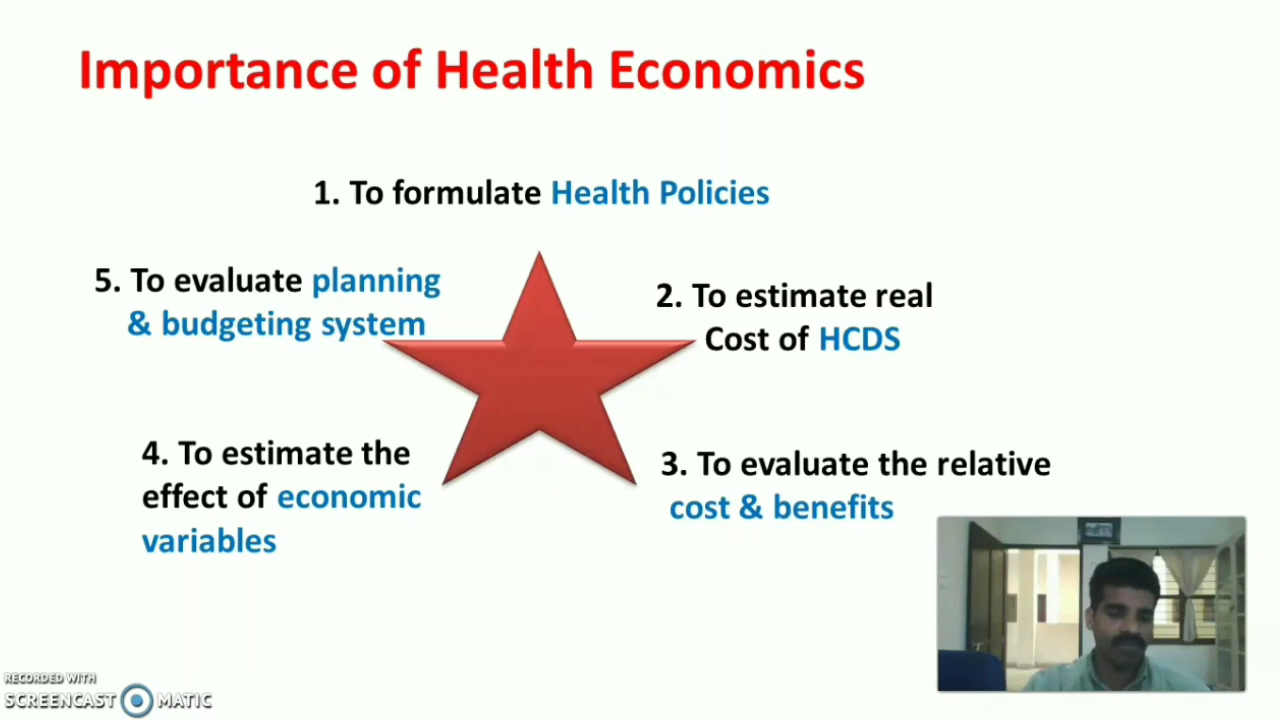 Importance of Health Economics
1. To formulate Health Policies
5. To evaluate planning
& budgeting system
2. To estimate real
Cost of HCDS
4. To estimate the
effect of economic
variables
3. To evaluate the relative
cost & benefits
RECORDED WITH
SCREENCAST MATIC